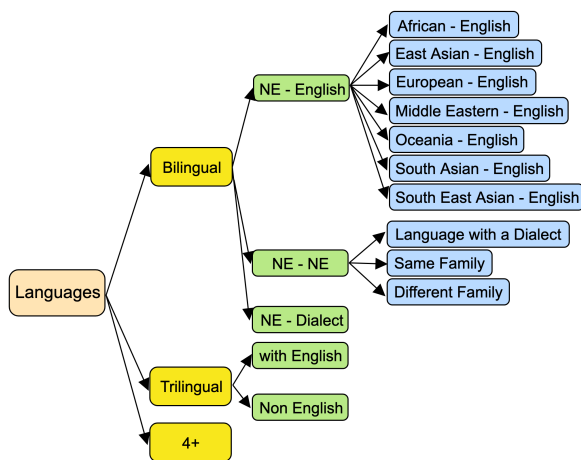 African - English
East Asian - English
European - English
Middle Eastern - English
Oceania - English
South Asian - English
South East Asian - English
NE - English
Bilingual
Language with a Dialect
Same Family
Different Family
NE - NE
Languages
NE - Dialect
with English
Trilingual
Non English
4+